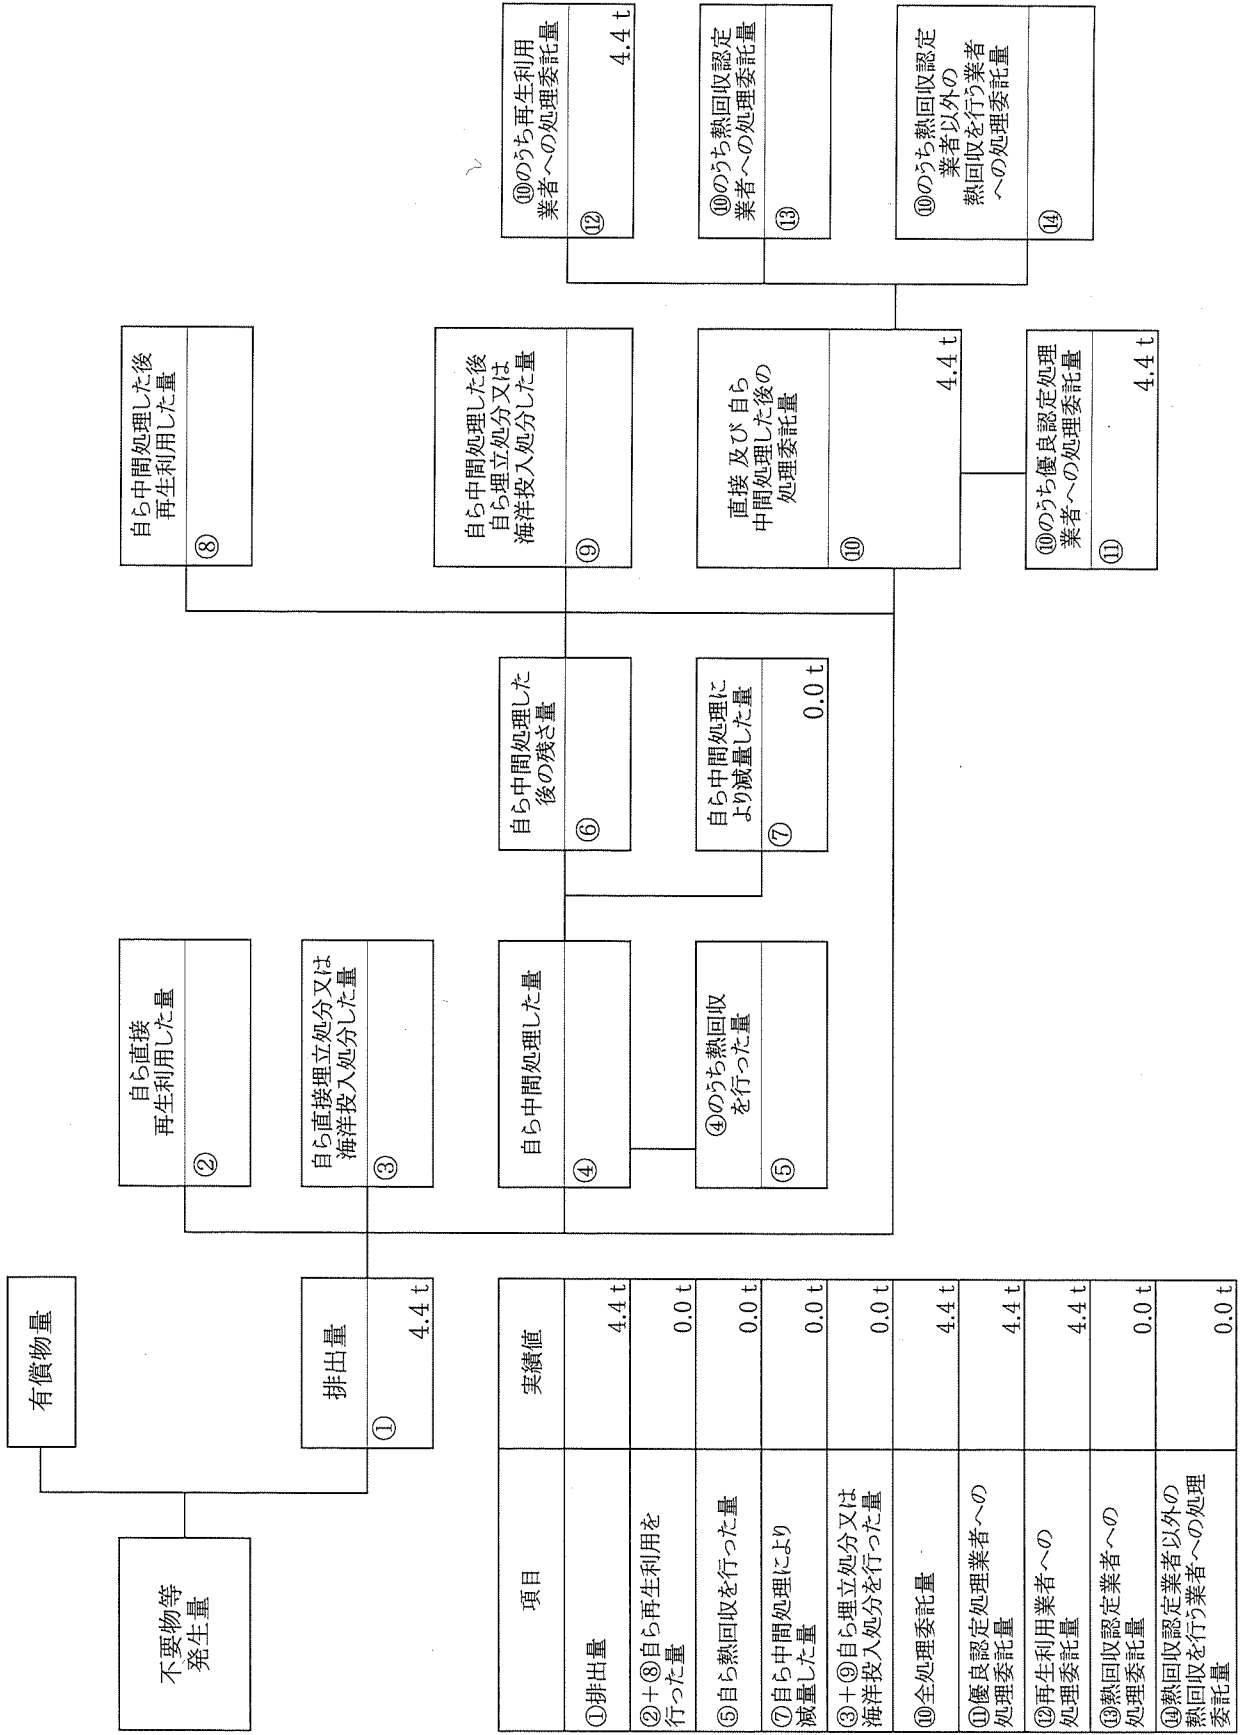 不要物等
発生量
有償物量
排出量
①
4.4 t
自ら直接
再生利用した量
②
自ら直接埋立処分又は
海洋投入処分した量
③
自ら中間処理した量
④
④のうち熱回収
を行った量
⑤
自ら中間処理した
後の残さ量
⑥
自ら中間処理に
より減量した量
⑦
0.0 t
自ら中間処理した後
再生利用した量
⑧
自ら中間処理した後
自ら埋立処分又は
海洋投入処分した量
⑨
直接 及び 自ら
中間処理した後の
処理委託量
⑩
4.4 t
⑩のうち優良認定処理
業者への処理委託量
⑪
4.4 t
⑩のうち再生利用
業者への処理委託量
⑫
4.4 t
⑩のうち熱回収認定
業者への処理委託量
⑬
⑩のうち熱回収認定
業者以外の
熱回収を行う業者
への処理委託量
⑭
項目
実績値
①排出量
4.4 t
②+⑧自ら再生利用を
行った量
0.0 t
⑤自ら熱回収を行った量
0.0 t
⑦自ら中間処理により
減量した量
0.0 t
③+⑨自ら埋立処分又は
海洋投入処分を行った量
0.0 t
⑩全処理委託量
4.4 t
⑪優良認定処理業者への
処理委託量
4.4 t
⑫再生利用業者への
処理委託量
4.4 t
⑬熱回収認定業者への
処理委託量
0.0 t
⑭熱回収認定業者以外の
熱回収を行う業者への処理
委託量
0.0 t